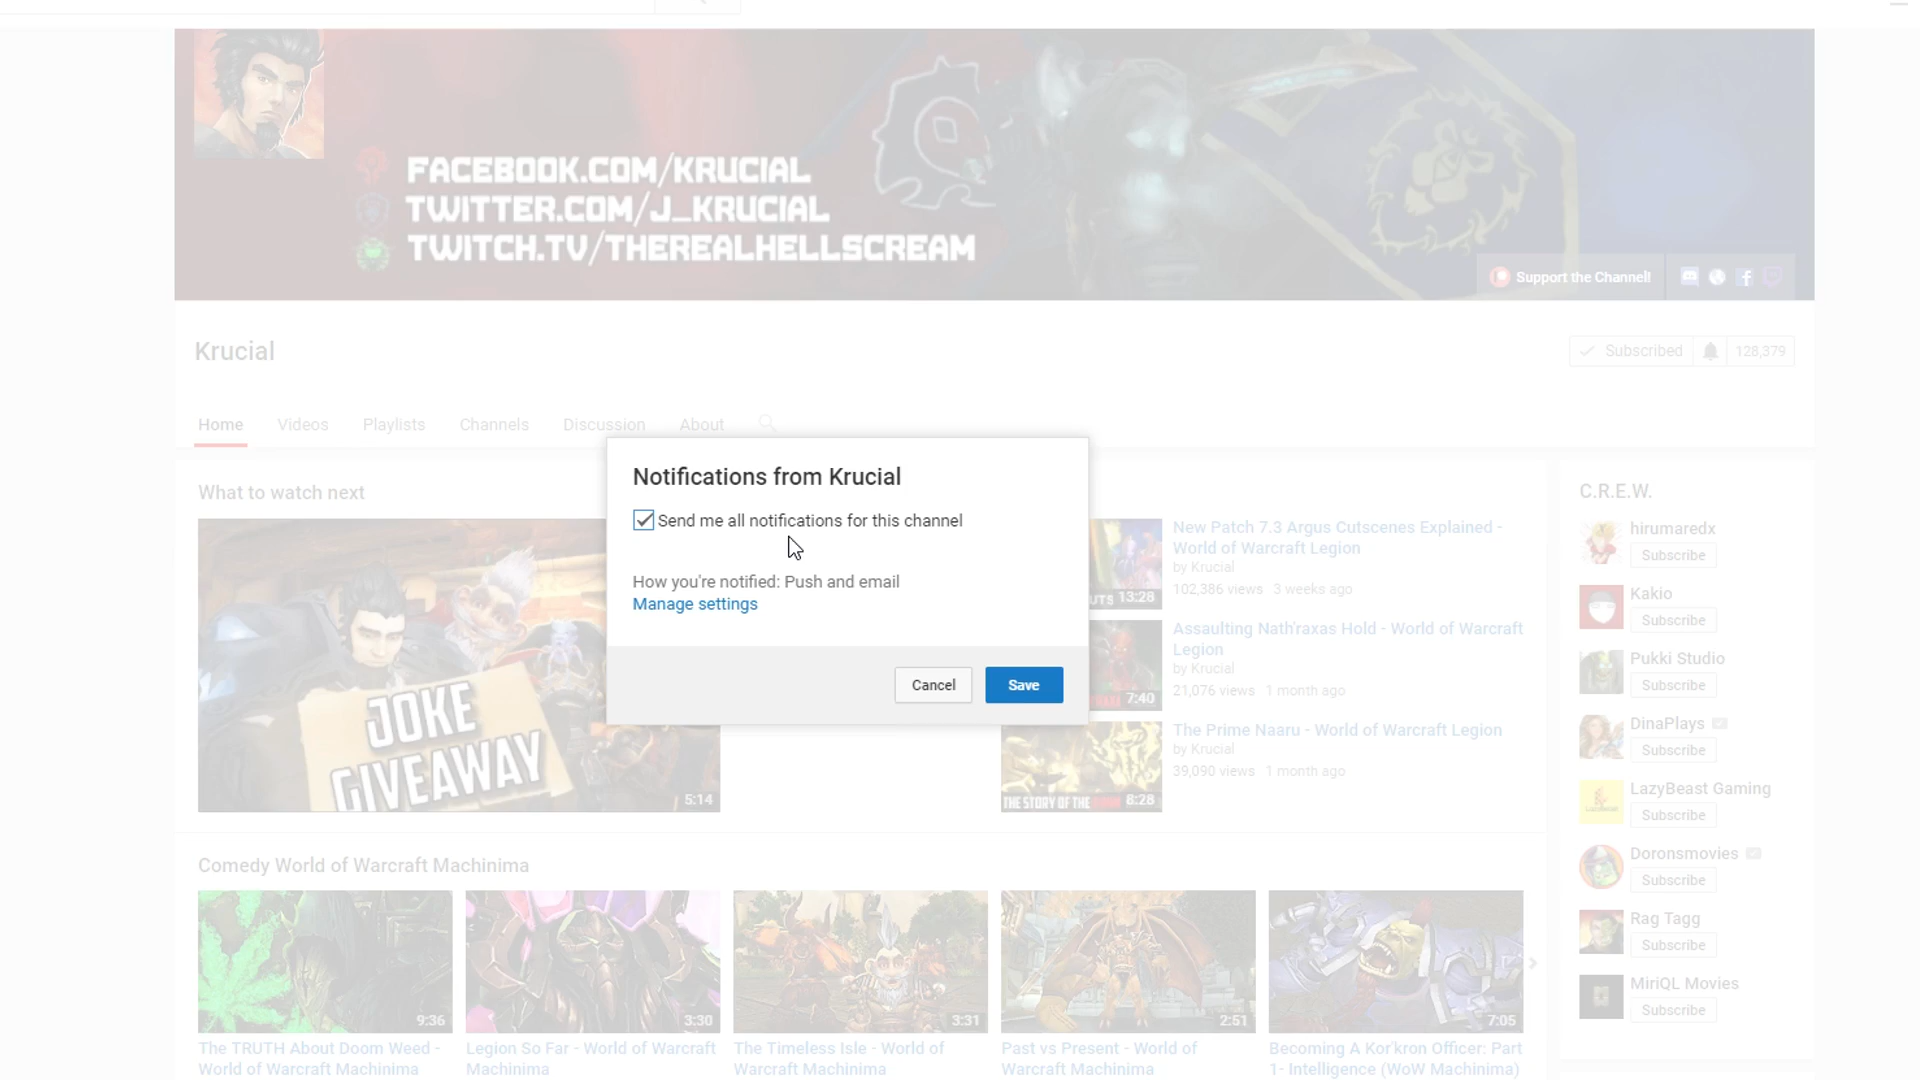 FACEBOOK.COM/KRUCIAL
TWITTER.COM/J_KRUCIAL
TWITCH.TV/THEREALHELLSCREAM
Support the Channel!
Krucial
Subscribed
128,379
Home
Videos
Playlists
Channels
Discussion
About
Notifications from Krucial
Send me all notifications for this channel
How you're notified: Push and email
Manage settings
Cancel
Save
What to watch next
JOKE
GIVEAWAY
5:14
13:28
New Patch 7.3 Argus Cutscenes Explained -
World of Warcraft Legion
by Krucial
102,386 views 3 weeks ago
7:40
Assaulting Nath'raxas Hold - World of Warcraft
Legion
by Krucial
21,076 views 1 month ago
THE STORY OF THE
8:28
The Prime Naaru - World of Warcraft Legion
by Krucial
39,090 views 1 month ago
Comedy World of Warcraft Machinima
9:36
The TRUTH About Doom Weed -
World of Warcraft Machinima
3:30
Legion So Far - World of Warcraft
Machinima
3:31
The Timeless Isle - World of
Warcraft Machinima
2:51
Past vs Present - World of
Warcraft Machinima
7:05
Becoming A Kor'kron Officer: Part
1- Intelligence (WoW Machinima)
C.R.E.W.
hirumaredx
Subscribe
Kakio
Subscribe
Pukki Studio
Subscribe
DinaPlays
Subscribe
LazyBeast Gaming
Subscribe
Doronsmovies
Subscribe
Rag Tagg
Subscribe
MiriQL Movies
Subscribe